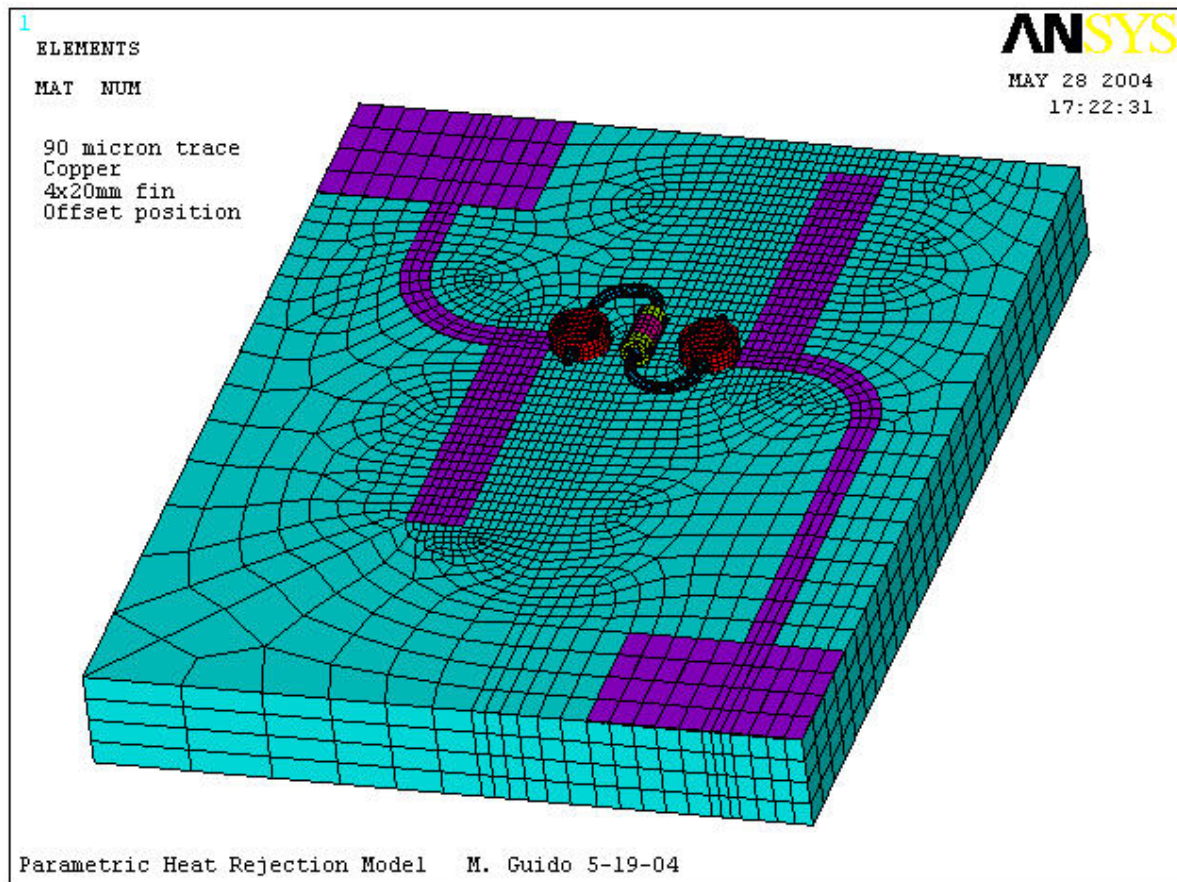 1
ELEMENTS
MAT NUM
90 micron trace
Copper
4x20mm fin
Offset position
ANSYS
MAY 28 2004
17:22:31
Parametric Heat Rejection Model M. Guido 5-19-04